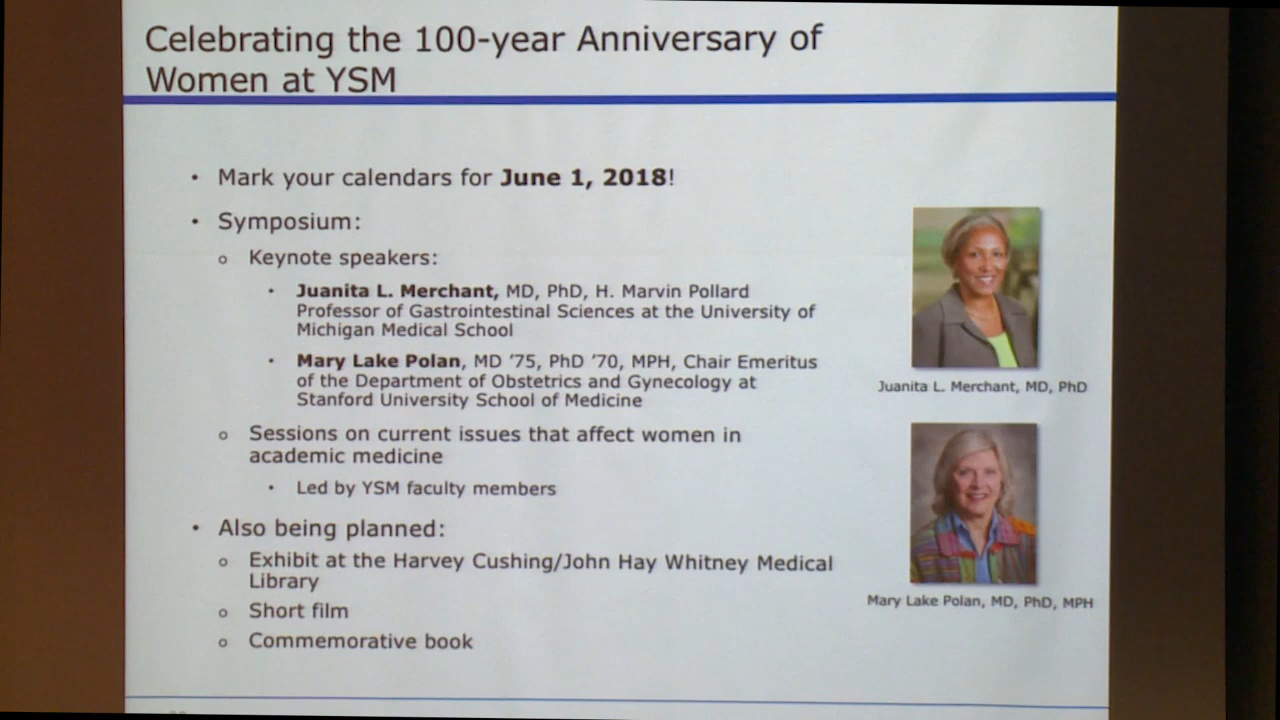 Celebrating the 100-year Anniversary of
Women at YSM
• Mark your calendars for June 1, 2018!
• Symposium:
o Keynote speakers:
• Juanita L. Merchant, MD, PhD, H. Marvin Pollard
Professor of Gastrointestinal Sciences at the University of
Michigan Medical School
• Mary Lake Polan, MD ’75, PhD ’70, MPH, Chair Emeritus
of the Department of Obstetrics and Gynecology at
Stanford University School of Medicine
o Sessions on current issues that affect women in
academic medicine
• Led by YSM faculty members
• Also being planned:
o Exhibit at the Harvey Cushing/John Hay Whitney Medical
Library
o Short film
o Commemorative book
Juanita L. Merchant, MD, PhD
Mary Lake Polan, MD, PhD, MPH